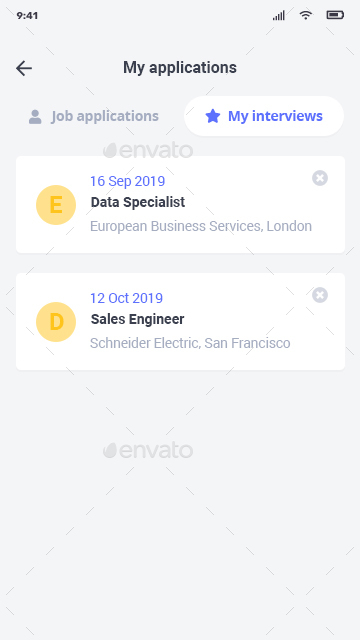 9:41
My applications
Job applications
My interviews
envato
E
16 Sep 2019
Data Specialist
European Business Services, London
D
12 Oct 2019
Sales Engineer
Schneider Electric, San Francisco
envato